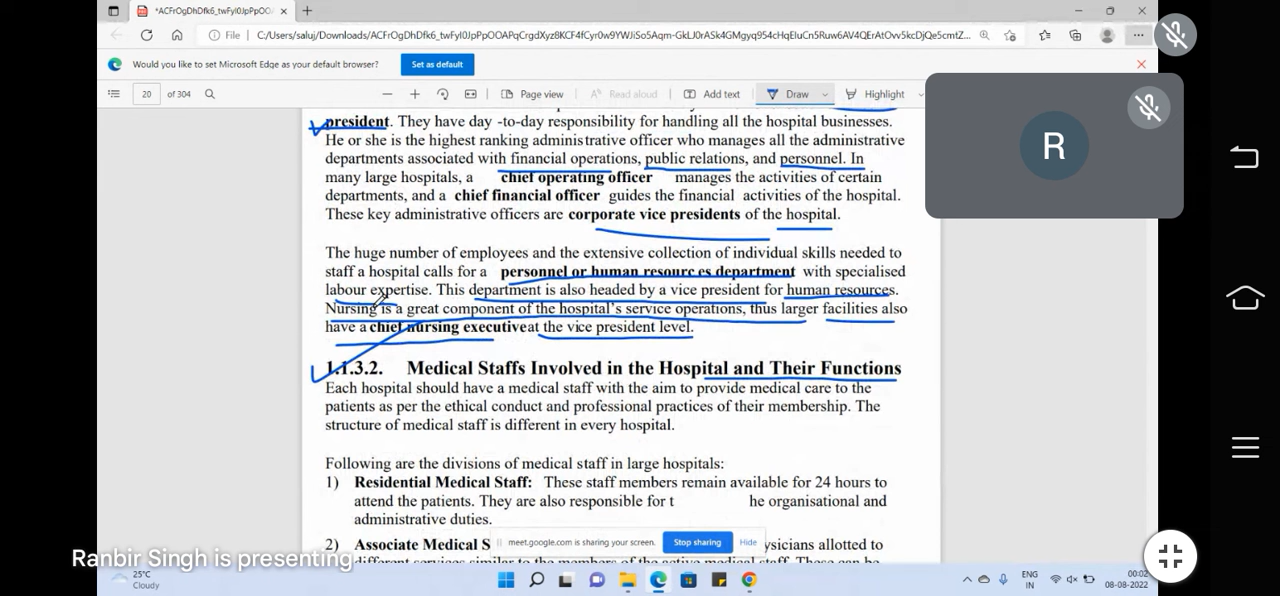 *ACFrOgDhDfk6_twFyI0JpPpOO
File C:/Users/saluj/Downloads/ACFrOgDhDfk6_twFyI0JpPpOOAPqCrgdXyz8KCF4fCyr0w9YWJiSo5Aqm-GkLJ0rASk4GMgyq954cHqEluCn5Ruw6AV4QErAtOvv5kcDjQe5cmtZ...
Would you like to set Microsoft Edge as your default browser? Set as default
20 of 304 Page view Read aloud Add text Draw Highlight
president. They have day -to-day responsibility for handling all the hospital businesses.
He or she is the highest ranking administrative officer who manages all the administrative
departments associated with financial operations, public relations, and personnel. In
many large hospitals, a chief operating officer manages the activities of certain
departments, and a chief financial officer guides the financial activities of the hospital.
These key administrative officers are corporate vice presidents of the hospital.
The huge number of employees and the extensive collection of individual skills needed to
staff a hospital calls for a personnel or human resourc es department with specialised
labour expertise. This department is also headed by a vice president for human resources.
Nursing is a great component of the hospital's service operations, thus larger facilities also
have a chief nursing executive at the vice president level.
1.1.3.2. Medical Staffs Involved in the Hospital and Their Functions
Each hospital should have a medical staff with the aim to provide medical care to the
patients as per the ethical conduct and professional practices of their membership. The
structure of medical staff is different in every hospital.
Following are the divisions of medical staff in large hospitals:
1) Residential Medical Staff: These staff members remain available for 24 hours to
attend the patients. They are also responsible for t he organisational and
administrative duties.
2) Associate Medical S ysicians allotted to
meet.google.com is sharing your screen. Stop sharing Hide
R
Ranbir Singh is presenting
25°C
Cloudy
ENG
IN
00:02
08-08-2022